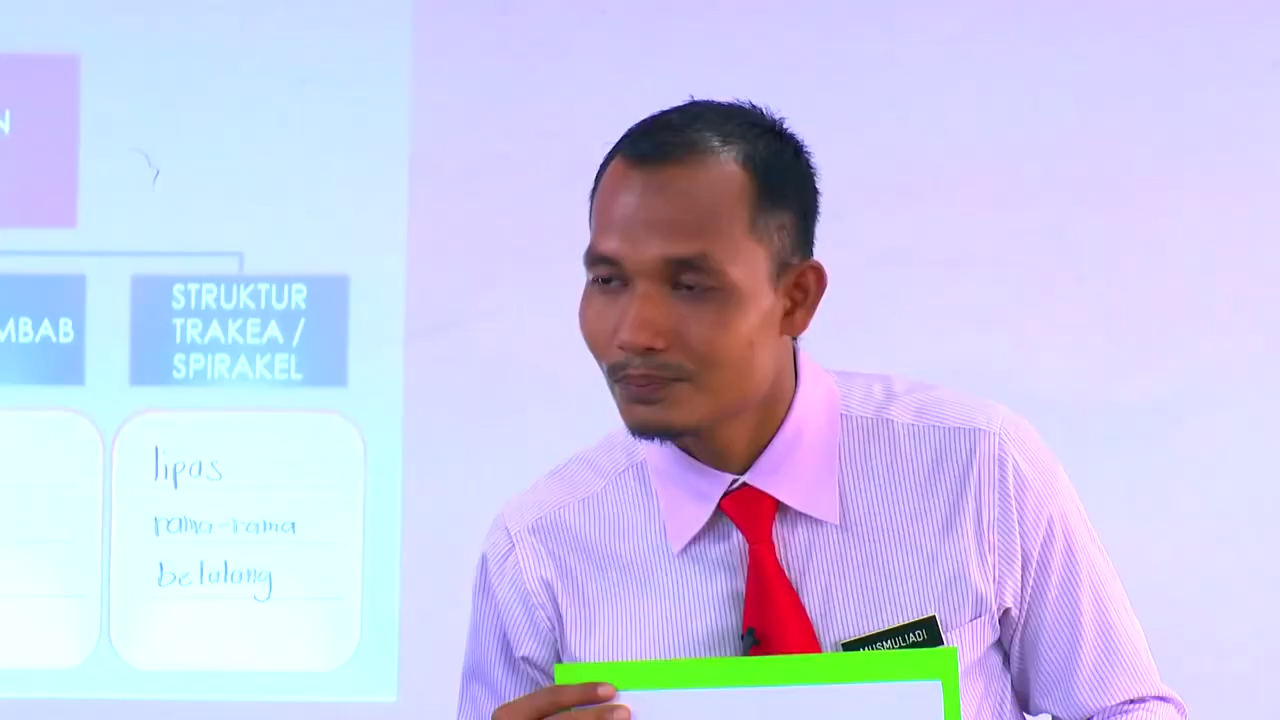 N
MBAB
STRUKTUR
TRAKEA /
SPIRAKEL
lipas
rama-rama
belalang
MUSMULIADI